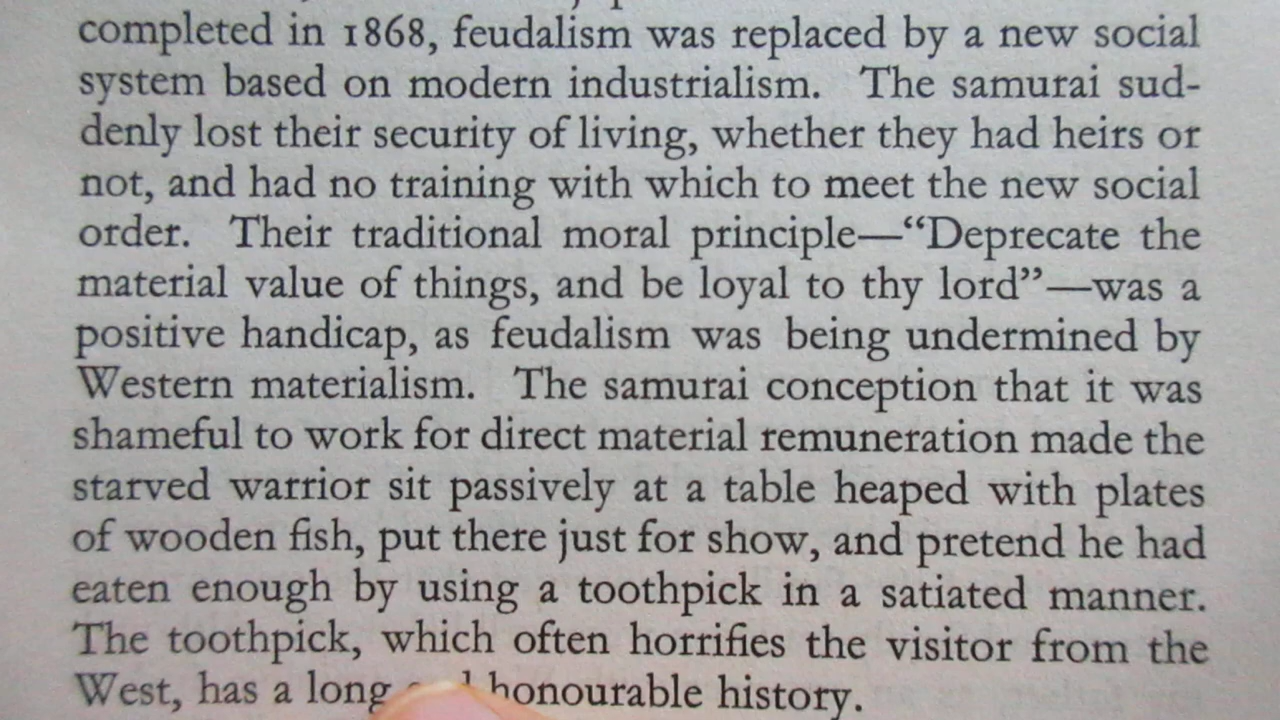 completed in 1868, feudalism was replaced by a new social
system based on modern industrialism. The samurai sud-
denly lost their security of living, whether they had heirs or
not, and had no training with which to meet the new social
order. Their traditional moral principle—“Deprecate the
material value of things, and be loyal to thy lord”—was a
positive handicap, as feudalism was being undermined by
Western materialism. The samurai conception that it was
shameful to work for direct material remuneration made the
starved warrior sit passively at a table heaped with plates
of wooden fish, put there just for show, and pretend he had
eaten enough by using a toothpick in a satiated manner.
The toothpick, which often horrifies the visitor from the
West, has a long honourable history.